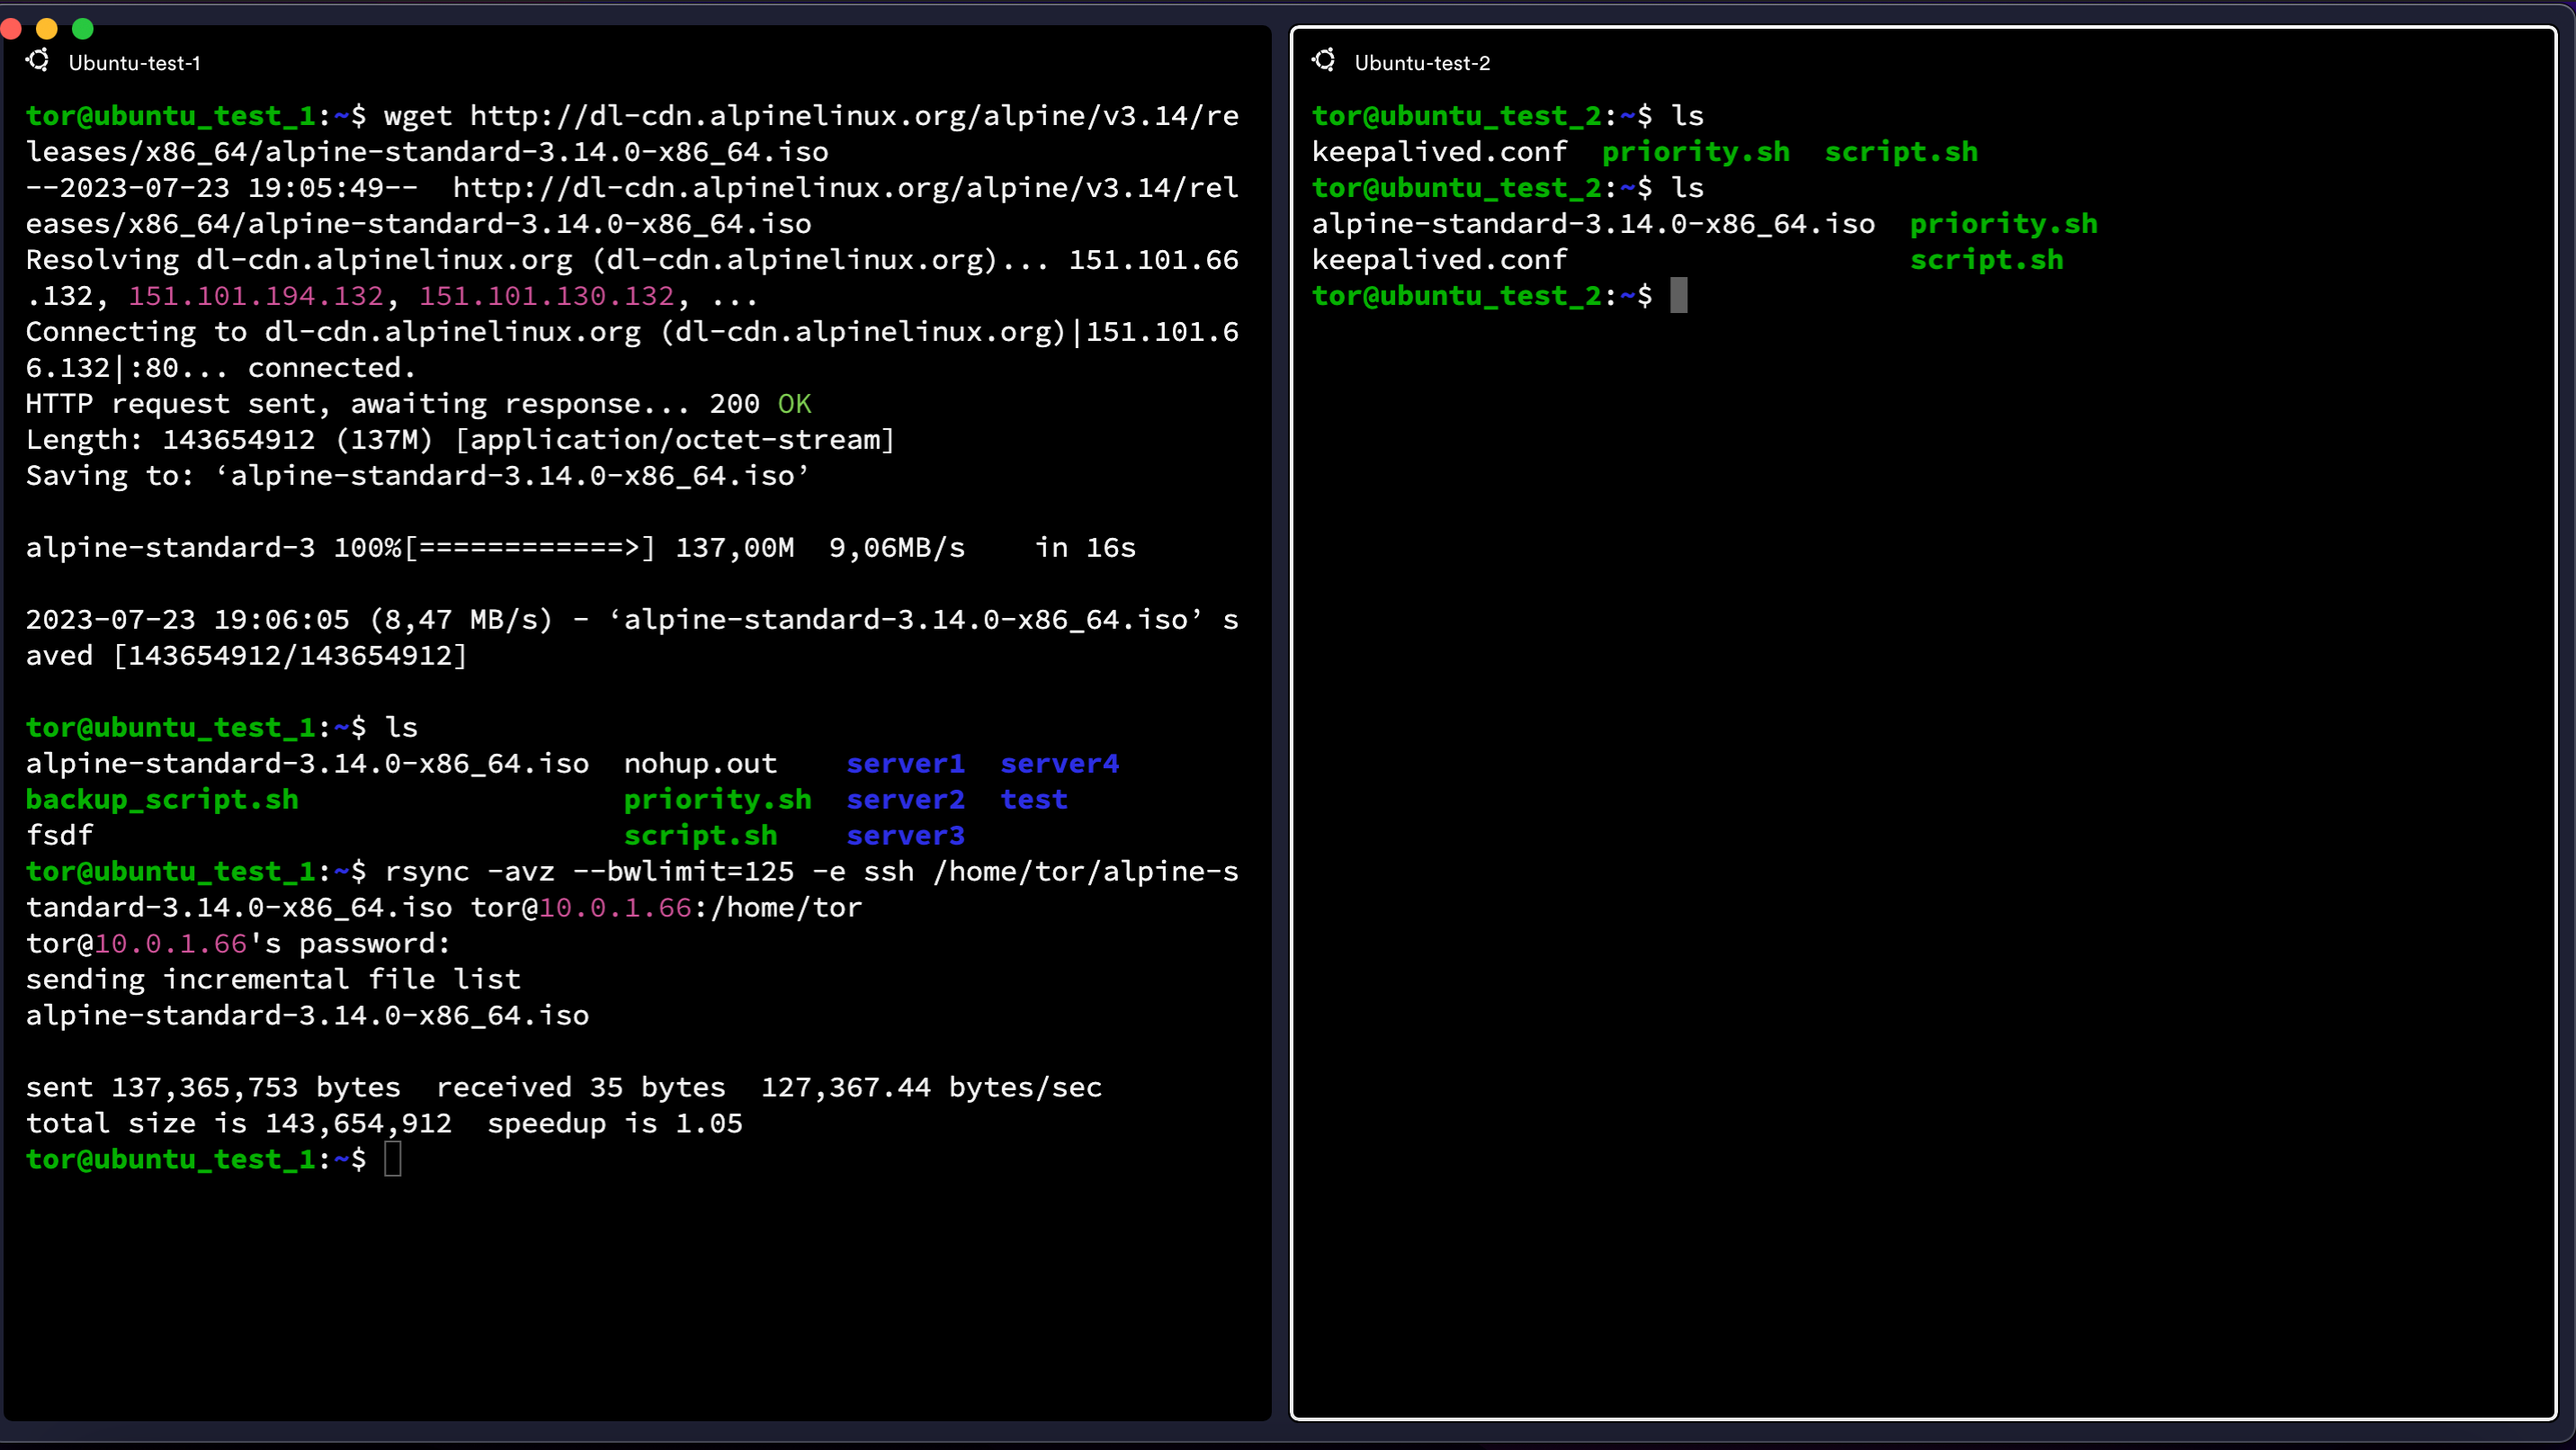 Ubuntu-test-1
tor@ubuntu_test_1:~$ wget http://dl-cdn.alpinelinux.org/alpine/v3.14/re
leases/x86_64/alpine-standard-3.14.0-x86_64.iso
--2023-07-23 19:05:49--  http://dl-cdn.alpinelinux.org/alpine/v3.14/rel
eases/x86_64/alpine-standard-3.14.0-x86_64.iso
Resolving dl-cdn.alpinelinux.org (dl-cdn.alpinelinux.org)... 151.101.66
.132, 151.101.194.132, 151.101.130.132, ...
Connecting to dl-cdn.alpinelinux.org (dl-cdn.alpinelinux.org)|151.101.6
6.132|:80... connected.
HTTP request sent, awaiting response... 200 OK
Length: 143654912 (137M) [application/octet-stream]
Saving to: ‘alpine-standard-3.14.0-x86_64.iso’
alpine-standard-3 100%[============>] 137,00M  9,06MB/s    in 16s
2023-07-23 19:06:05 (8,47 MB/s) - ‘alpine-standard-3.14.0-x86_64.iso’ s
aved [143654912/143654912]
tor@ubuntu_test_1:~$ ls
alpine-standard-3.14.0-x86_64.iso  nohup.out    server1  server4
backup_script.sh                   priority.sh  server2  test
fsdf                               script.sh    server3
tor@ubuntu_test_1:~$ rsync -avz --bwlimit=125 -e ssh /home/tor/alpine-s
tandard-3.14.0-x86_64.iso tor@10.0.1.66:/home/tor
tor@10.0.1.66's password:
sending incremental file list
alpine-standard-3.14.0-x86_64.iso
sent 137,365,753 bytes  received 35 bytes  127,367.44 bytes/sec
total size is 143,654,912  speedup is 1.05
tor@ubuntu_test_1:~$
Ubuntu-test-2
tor@ubuntu_test_2:~$ ls
keepalived.conf  priority.sh  script.sh
tor@ubuntu_test_2:~$ ls
alpine-standard-3.14.0-x86_64.iso  priority.sh
keepalived.conf                    script.sh
tor@ubuntu_test_2:~$